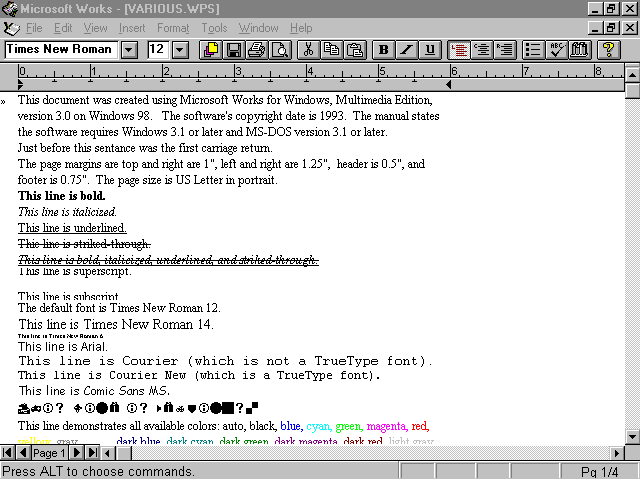 Microsoft Works - [VARIOUS.WPS]
File Edit View Insert Format Tools Window Help
Times New Roman 12 B I U ABC ?
0 1 2 3 4 5 6 7 8
» This document was created using Microsoft Works for Windows, Multimedia Edition,
version 3.0 on Windows 98. The software's copyright date is 1993. The manual states
the software requires Windows 3.1 or later and MS-DOS version 3.1 or later.
Just before this sentence was the first carriage return.
The page margins are top and right are 1", left and right are 1.25", header is 0.5", and
footer is 0.75". The page size is US Letter in portrait.
This line is bold.
This line is italicized.
This line is underlined.
This line is striked-through.
This line is bold, italicized, underlined, and striked-through.
This line is superscript.
This line is subscript.
The default font is Times New Roman 12.
This line is Times New Roman 14.
This line is Times New Roman 6.
This line is Arial.
This line is Courier (which is not a TrueType font).
This line is Courier New (which is a TrueType font).
This line is Comic Sans MS.
This line demonstrates all available colors: auto, black, blue, cyan, green, magenta, red,
yellow, gray, dark blue, dark cyan, dark green, dark magenta, dark red, light gray
Page 1
Press ALT to choose commands. Pg 1/4